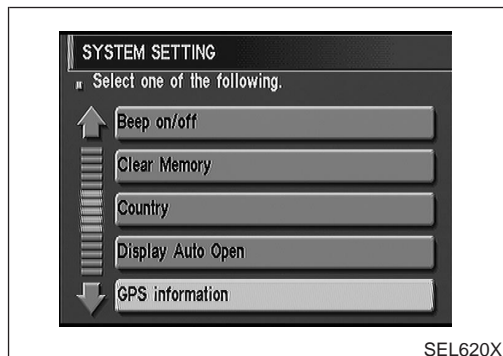 SYSTEM SETTING
Select one of the following.
Beep on/off
Clear Memory
Country
Display Auto Open
GPS information
SEL620X